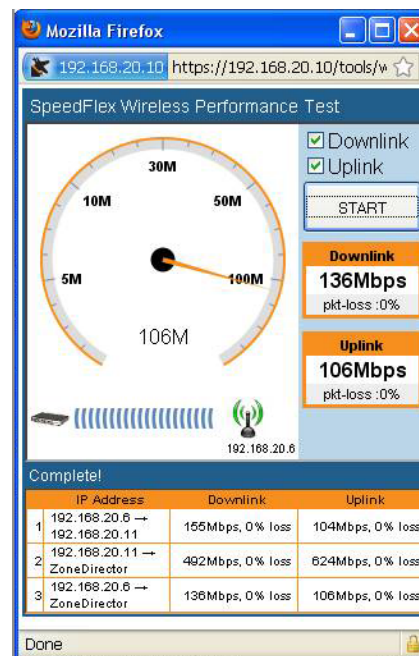 Mozilla Firefox
192.168.20.10 https://192.168.20.10/tools/w
SpeedFlex Wireless Performance Test
Downlink
Uplink
START
5M
10M
30M
50M
100M
106M
Downlink
136Mbps
pkt-loss :0%
Uplink
106Mbps
pkt-loss :0%
192.168.20.6
Complete!
IP Address Downlink Uplink
1 192.168.20.6 → 192.168.20.11 155Mbps, 0% loss 104Mbps, 0% loss
2 192.168.20.11 → ZoneDirector 492Mbps, 0% loss 624Mbps, 0% loss
3 192.168.20.6 → ZoneDirector 136Mbps, 0% loss 106Mbps, 0% loss
Done